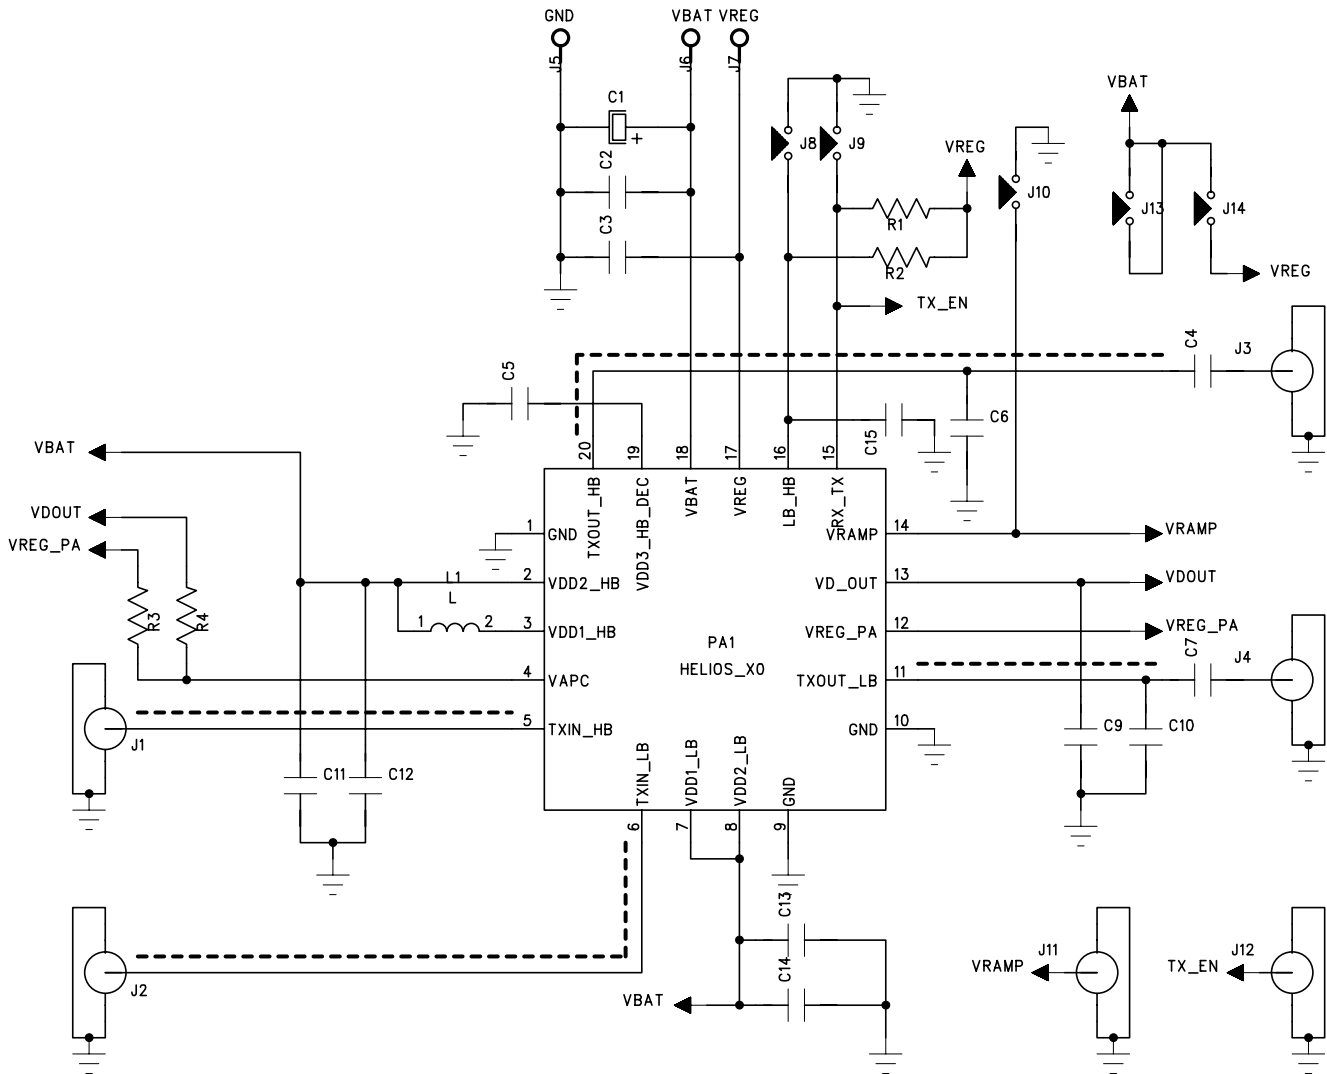 GND
VBAT VREG
J5
J6
J7
C1
+
C2
C3
J8
J9
VREG
R1
R2
TX_EN
J10
VBAT
J13
J14
VREG
C4
J3
C5
C6
C15
VBAT
VDOUT
VREG_PA
R3
R4
L1
L
1
2
20
19
18
17
16
15
TXOUT_HB
VDD3_HB_DEC
VBAT
VREG
LB_HB
RX_TX
1
GND
2
VDD2_HB
3
VDD1_HB
4
VAPC
5
TXIN_HB
PA1
HELIOS_X0
VRAMP
14
VRAMP
VD_OUT
13
VDOUT
VREG_PA
12
VREG_PA
TXOUT_LB
11
GND
10
C7
J4
C9
C10
J1
C11
C12
TXIN_LB
VDD1_LB
VDD2_LB
GND
6
7
8
9
C13
C14
VBAT
J2
VRAMP
J11
TX_EN
J12